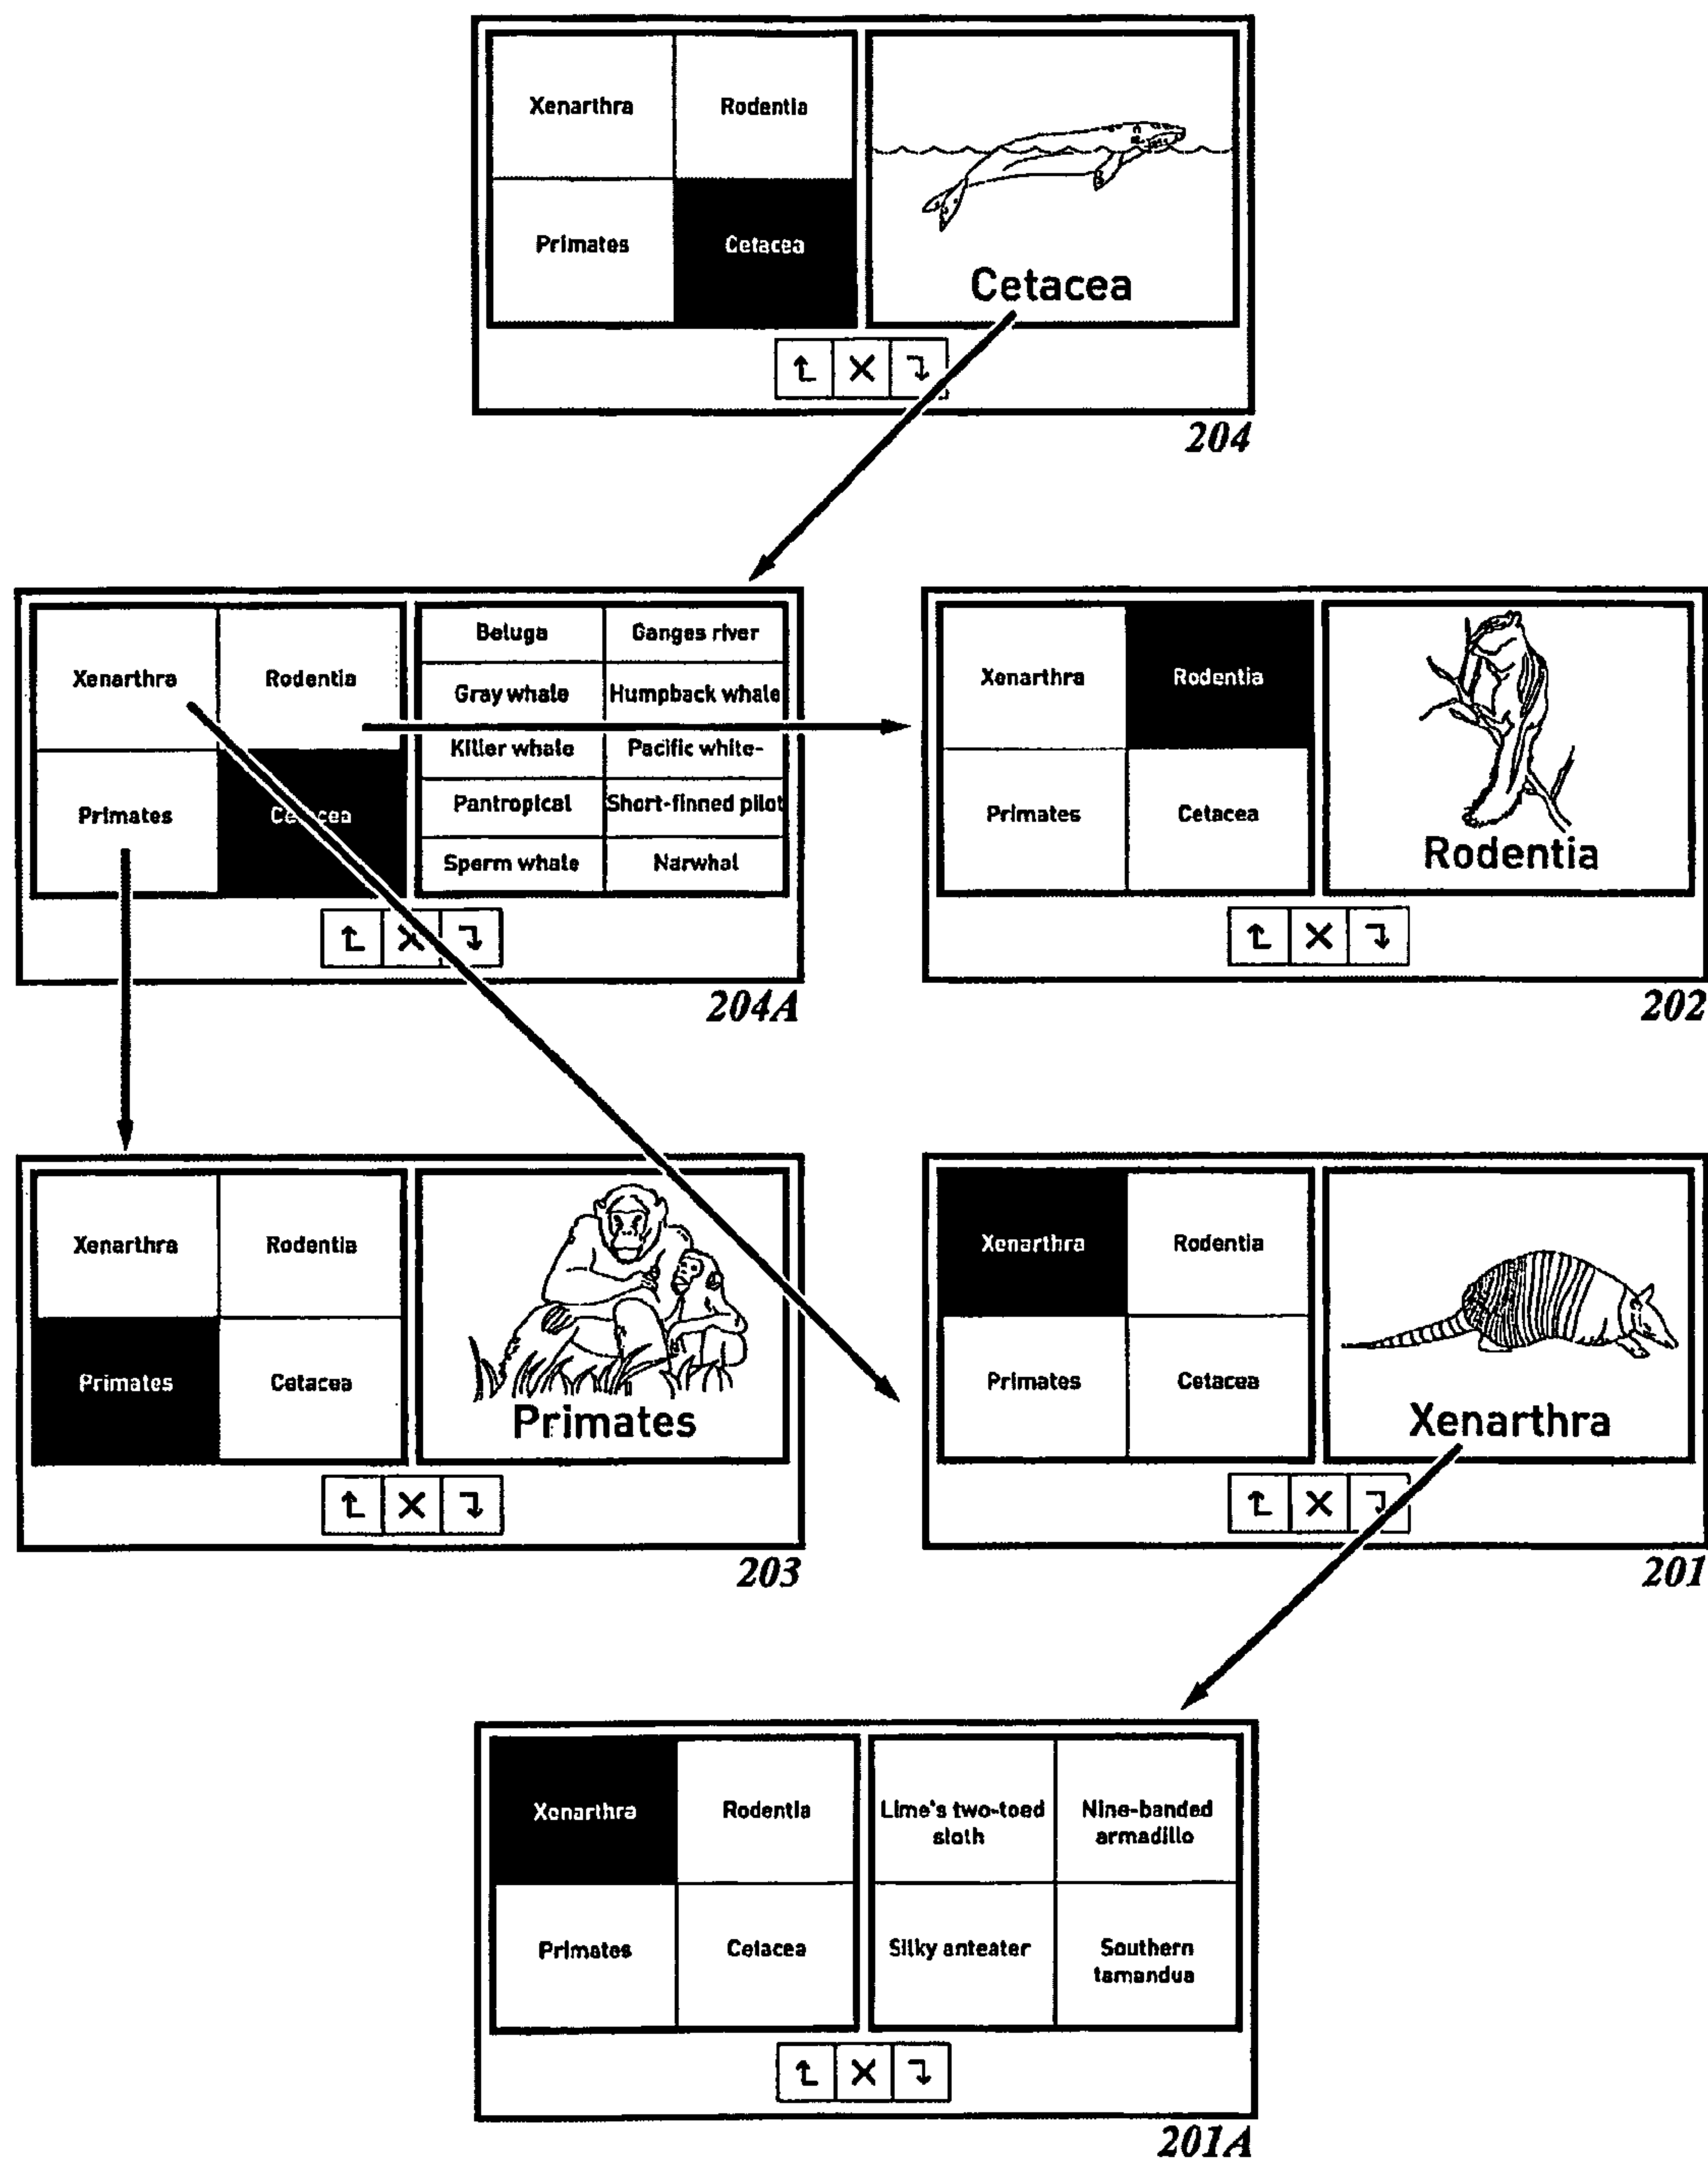 Xenarthra Rodentia
Primates Cetacea
Cetacea
204
Xenarthra Rodentia
Primates Cetacea
Beluga Ganges river
Gray whale Humpback whale
Killer whale Pacific white-
Pantropical Short-finned pilot
Sperm whale Narwhal
204A
Xenarthra Rodentia
Primates Cetacea
Rodentia
202
Xenarthra Rodentia
Primates Cetacea
Primates
203
Xenarthra Rodentia
Primates Cetacea
Xenarthra
201
Xenarthra Rodentia
Primates Cetacea
Lime's two-toed
sloth
Nine-banded
armadillo
Silky anteater
Southern
tamandua
201A